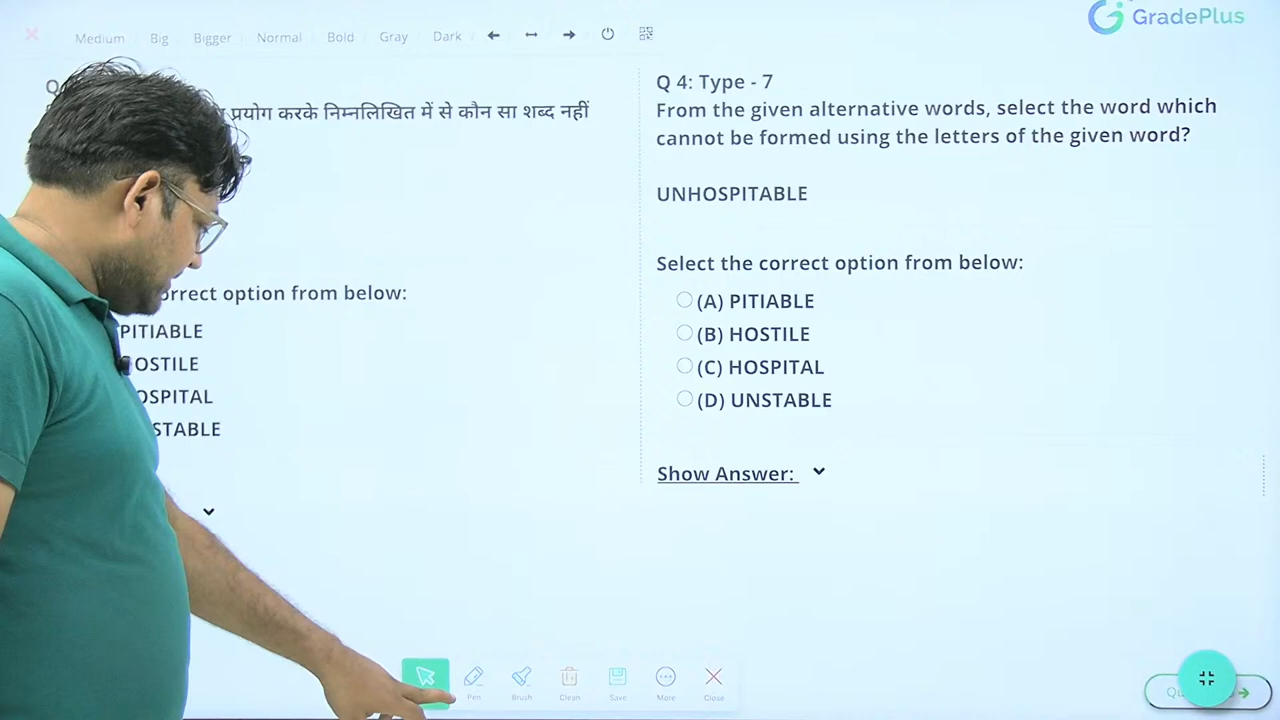 Medium Big Bigger Normal Bold Gray Dark
GradePlus
Q
प्रयोग करके निम्नलिखित में से कौन सा शब्द नहीं
option from below:
PITIABLE
OSTILE
OSPITAL
STABLE
Q 4: Type - 7
From the given alternative words, select the word which
cannot be formed using the letters of the given word?
UNHOSPITABLE
Select the correct option from below:
(A) PITIABLE
(B) HOSTILE
(C) HOSPITAL
(D) UNSTABLE
Show Answer:
Pen Brush Clean Save More Close